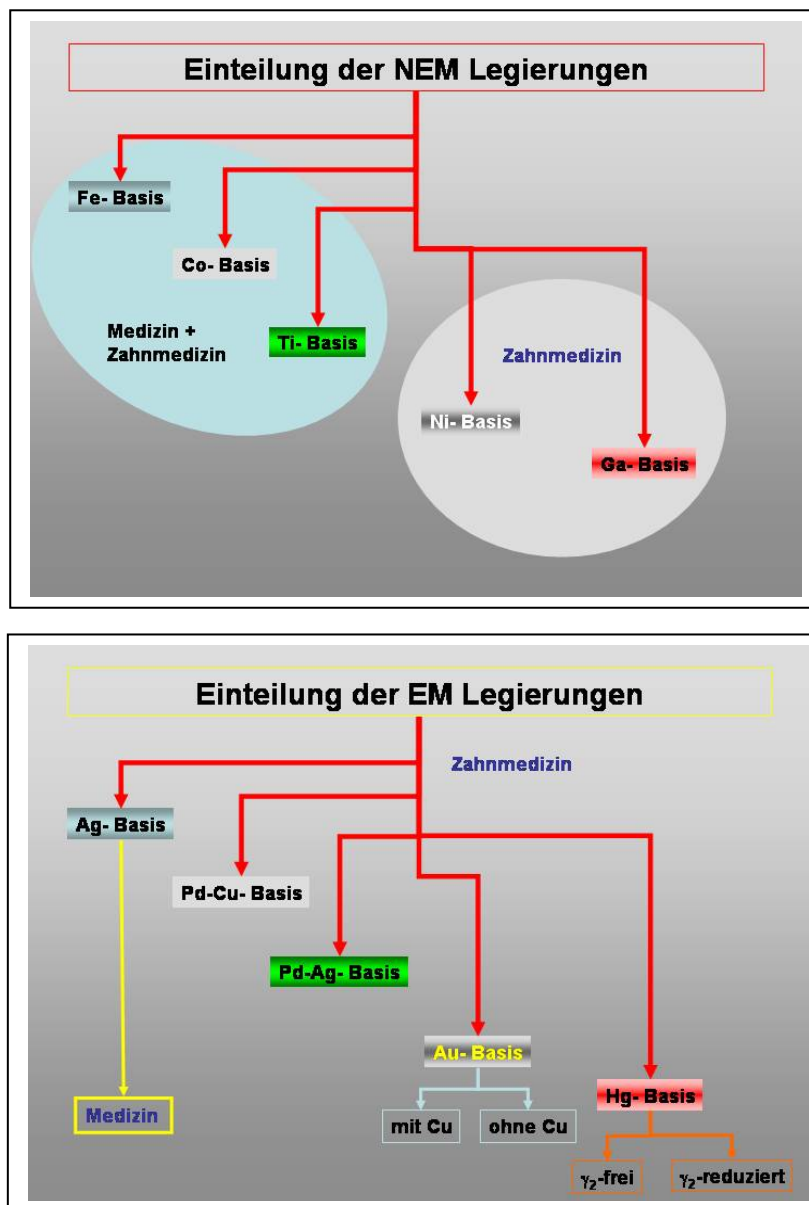 Einteilung der NEM Legierungen
Fe- Basis
Co- Basis
Medizin +
Zahnmedizin
Ti- Basis
Zahnmedizin
Ni- Basis
Ga- Basis
Einteilung der EM Legierungen
Zahnmedizin
Ag- Basis
Pd-Cu- Basis
Pd-Ag- Basis
Au- Basis
Hg- Basis
Medizin
mit Cu
ohne Cu
γ₂-frei
γ₂-reduziert